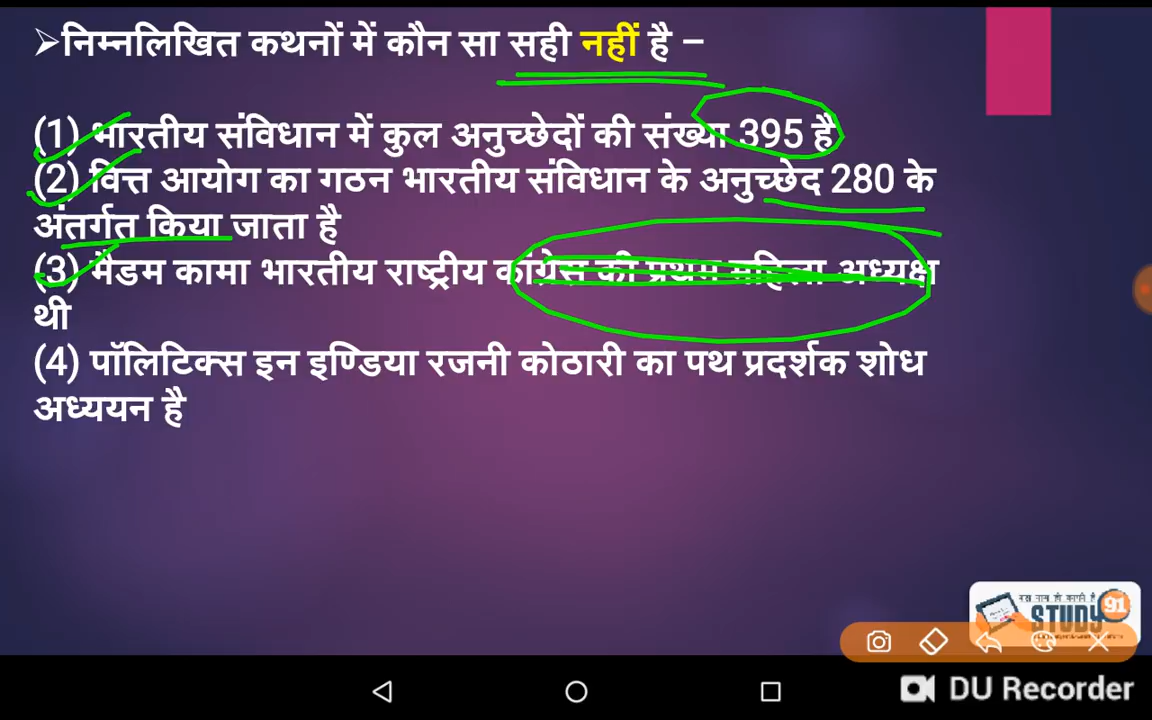 ➢निम्नलिखित कथनों में कौन सा सही नहीं है –
(1) भारतीय संविधान में कुल अनुच्छेदों की संख्या 395 है
(2) वित्त आयोग का गठन भारतीय संविधान के अनुच्छेद 280 के
अंतर्गत किया जाता है
(3) मैडम कामा भारतीय राष्ट्रीय कांग्रेस की प्रथम महिला अध्यक्ष
थी
(4) पॉलिटिक्स इन इण्डिया रजनी कोठारी का पथ प्रदर्शक शोध
अध्ययन है
91
STUDY
DU Recorder